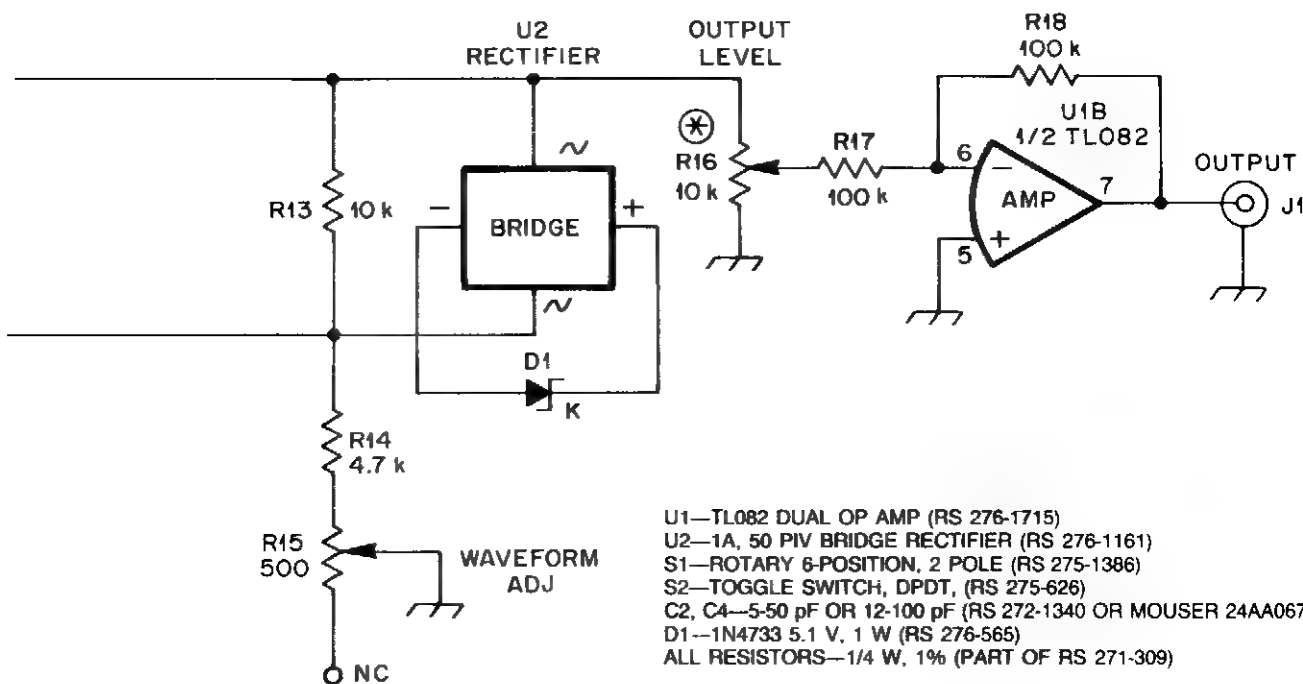 U2
RECTIFIER
OUTPUT
LEVEL
R18
100 k
U1B
1/2 TL082
R13
10 k
~
-
BRIDGE
+
~
*
R16
10 k
R17
100 k
6
-
AMP
7
5
+
OUTPUT
J1
D1
K
R14
4.7 k
R15
500
WAVEFORM
ADJ
NC
U1—TL082 DUAL OP AMP (RS 276-1715)
U2—1A, 50 PIV BRIDGE RECTIFIER (RS 276-1161)
S1—ROTARY 6-POSITION, 2 POLE (RS 275-1386)
S2—TOGGLE SWITCH, DPDT, (RS 275-626)
C2, C4—5-50 pF OR 12-100 pF (RS 272-1340 OR MOUSER 24AA067
D1—1N4733 5.1 V, 1 W (RS 276-565)
ALL RESISTORS—1/4 W, 1% (PART OF RS 271-309)